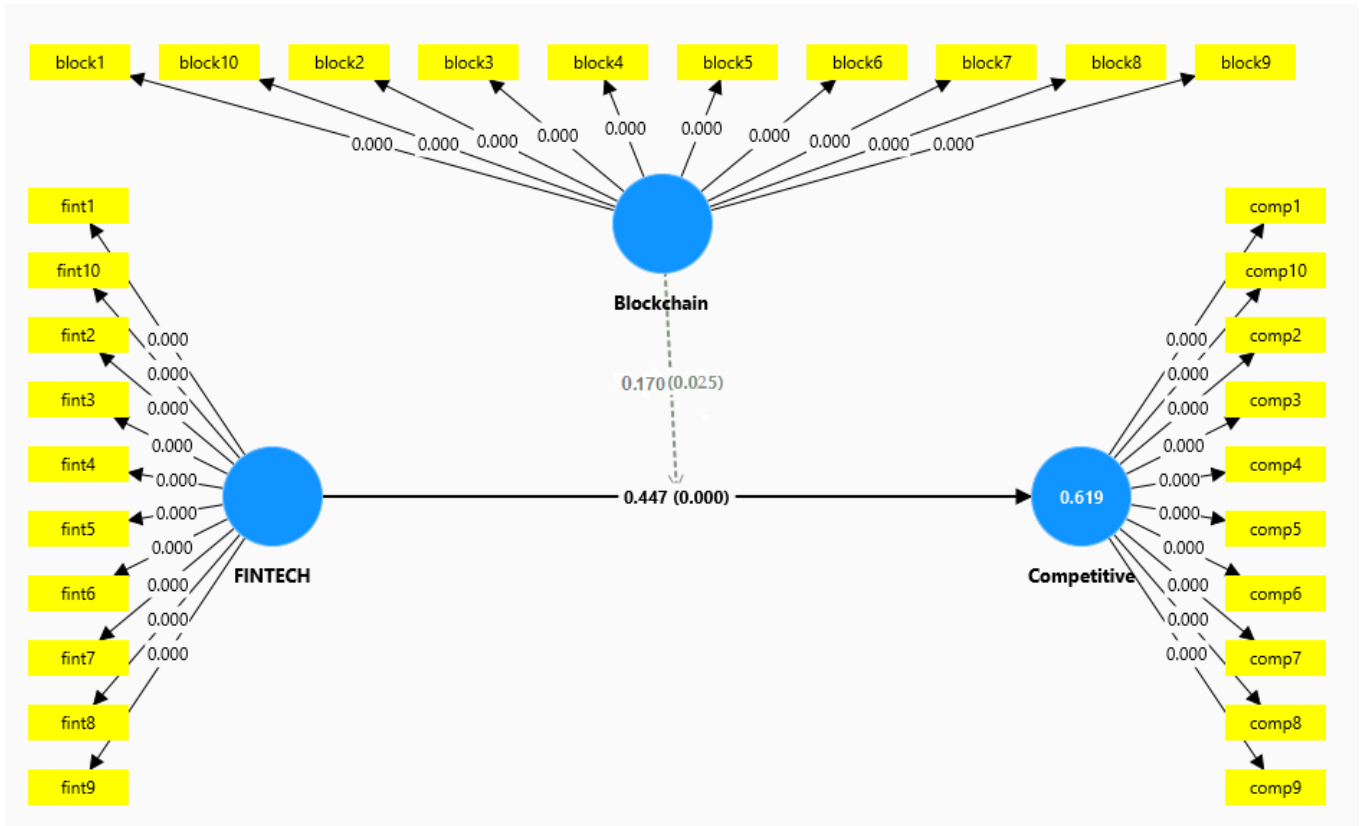 block1 block10 block2 block3 block4 block5 block6 block7 block8 block9
0.000 0.000 0.000 0.000 0.000 0.000 0.000 0.000 0.000 0.000
Blockchain
0.170 (0.025)
fint1
fint10
fint2
fint3
fint4
fint5
fint6
fint7
fint8
fint9
0.000
0.000
0.000
0.000
0.000
0.000
0.000
0.000
0.000
0.000
FINTECH
0.447 (0.000)
0.619
Competitive
0.000
0.000
0.000
0.000
0.000
0.000
0.000
0.000
0.000
0.000
comp1
comp10
comp2
comp3
comp4
comp5
comp6
comp7
comp8
comp9